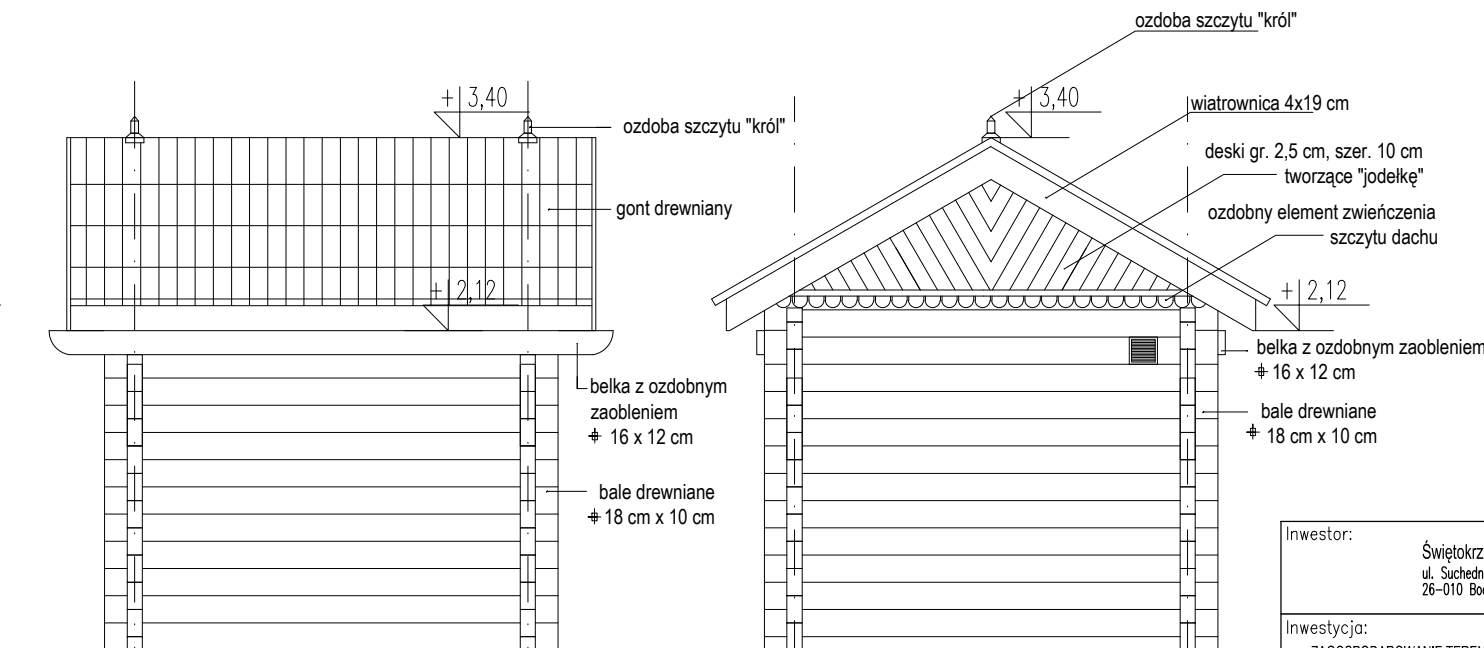 ozdoba szczytu "król"
+ 3,40
+ 3,40
wiatrownica 4x19 cm
ozdoba szczytu "król"
deski gr. 2,5 cm, szer. 10 cm
tworzące "jodełkę"
gont drewniany
ozdobny element zwieńczenia
szczytu dachu
+ 2,12
+ 2,12
belka z ozdobnym zaobleniem
16 x 12 cm
belka z ozdobnym
zaobleniem
16 x 12 cm
bale drewniane
18 cm x 10 cm
bale drewniane
18 cm x 10 cm
Inwestor:
ul.
26-010
Inwestycja: